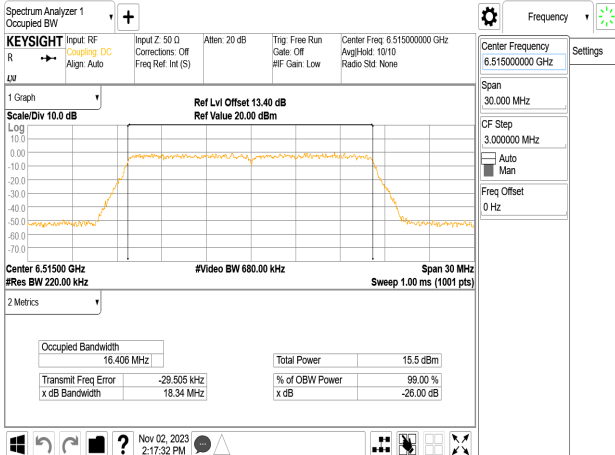 Spectrum Analyzer 1
Occupied BW
Frequency
KEYSIGHT
R
LXI
Input: RF
Coupling: DC
Align: Auto
Input Z: 50 Ω
Corrections: Off
Freq Ref: Int (S)
Atten: 20 dB
Trig: Free Run
Gate: Off
#IF Gain: Low
Center Freq: 6.515000000 GHz
Avg|Hold: 10/10
Radio Std: None
Center Frequency
6.515000000 GHz
Settings
Span
30.000 MHz
CF Step
3.000000 MHz
Auto
Man
Freq Offset
0 Hz
1 Graph
Scale/Div 10.0 dB
Ref Lvl Offset 13.40 dB
Ref Value 20.00 dBm
Log
10.0
0.00
-10.0
-20.0
-30.0
-40.0
-50.0
-60.0
-70.0
Center 6.51500 GHz
#Res BW 220.00 kHz
#Video BW 680.00 kHz
Span 30 MHz
Sweep 1.00 ms (1001 pts)
2 Metrics
Occupied Bandwidth
16.406 MHz
Total Power 15.5 dBm
Transmit Freq Error -29.505 kHz
% of OBW Power 99.00 %
x dB Bandwidth 18.34 MHz
x dB -26.00 dB
?
Nov 02, 2023
2:17:32 PM